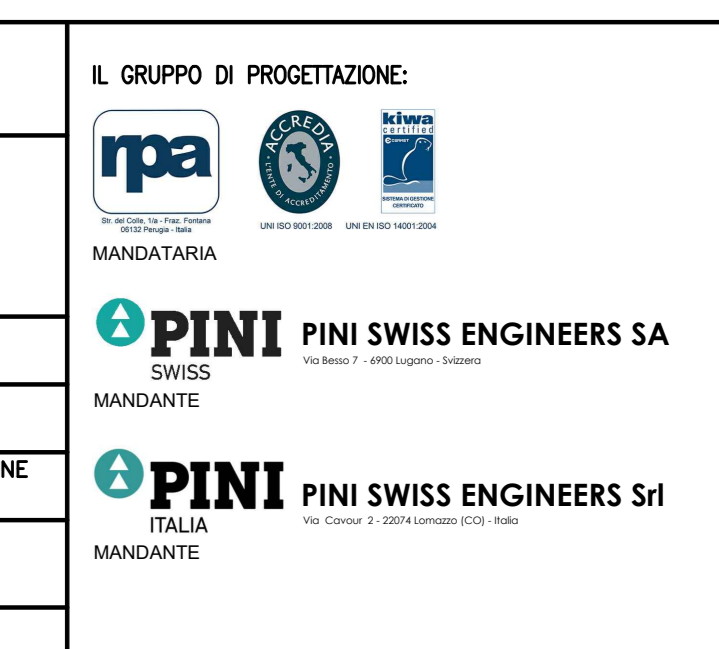 IL GRUPPO DI PROGETTAZIONE:
rpa
ACCREDIA
L'ENTE DI ACCREDITAMENTO
kiwa
certified
CERMET
SISTEMA DI GESTIONE
CERTIFICATO
Str. del Colle, 1/a - Fraz. Fontana
06132 Perugia - Italia
UNI ISO 9001:2008
UNI EN ISO 14001:2004
MANDATARIA
PINI
SWISS
PINI SWISS ENGINEERS SA
Via Besso 7 - 6900 Lugano - Svizzera
MANDANTE
NE
PINI
ITALIA
PINI SWISS ENGINEERS Srl
Via Cavour 2 - 22074 Lomazzo (CO) - Italia
MANDANTE